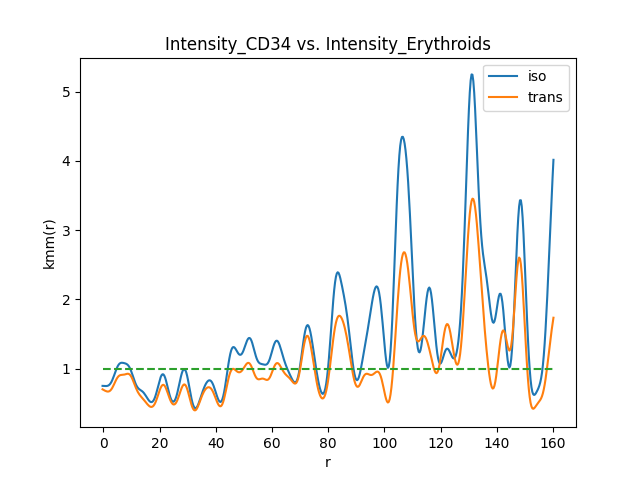 Intensity_CD34 vs. Intensity_Erythroids
iso
trans
kmm(r)
5
4
3
2
1
0 20 40 60 80 100 120 140 160
r